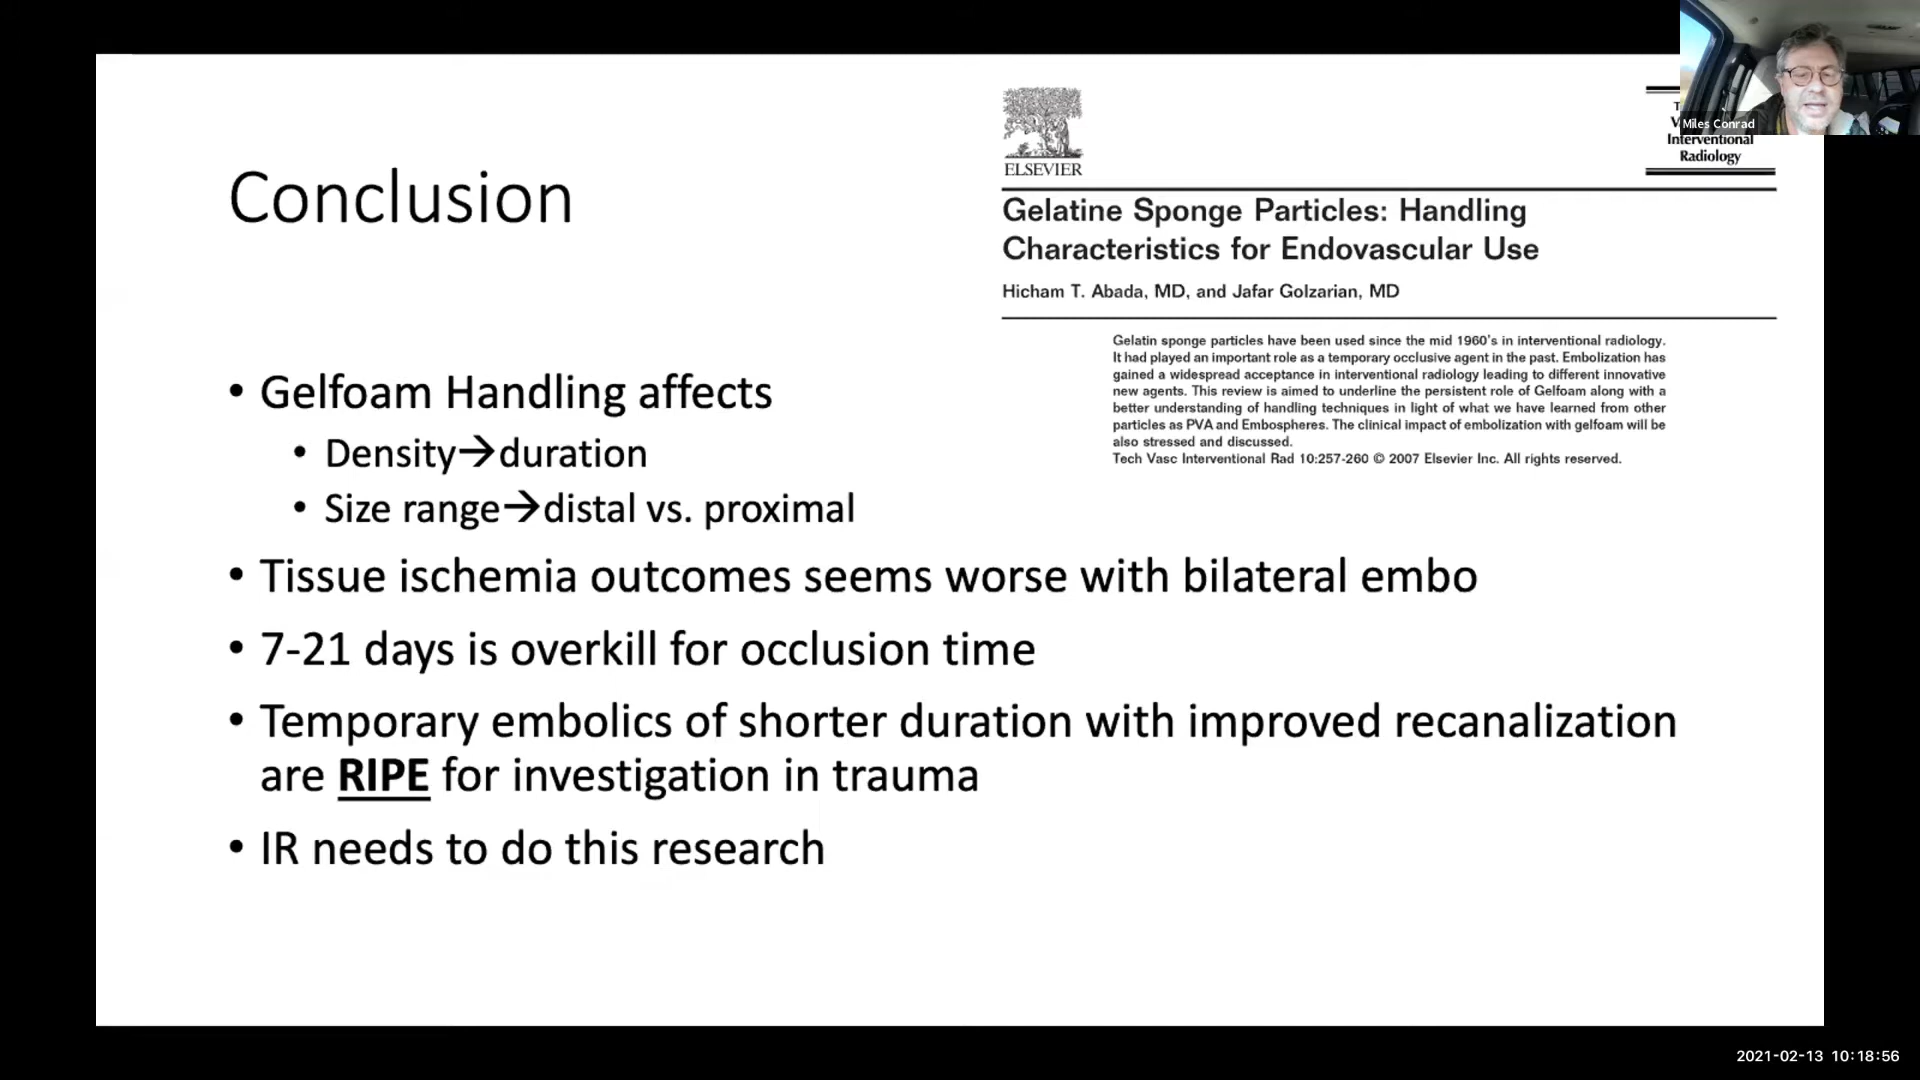 Conclusion
ELSEVIER
Interventional
Radiology
Miles Conrad
Gelatine Sponge Particles: Handling
Characteristics for Endovascular Use
Hicham T. Abada, MD, and Jafar Golzarian, MD
Gelatin sponge particles have been used since the mid 1960's in interventional radiology.
It had played an important role as a temporary occlusive agent in the past. Embolization has
gained a widespread acceptance in interventional radiology leading to different innovative
new agents. This review is aimed to underline the persistent role of Gelfoam along with a
better understanding of handling techniques in light of what we have learned from other
particles as PVA and Embospheres. The clinical impact of embolization with gelfoam will be
also stressed and discussed.
Tech Vasc Interventional Rad 10:257-260 © 2007 Elsevier Inc. All rights reserved.
• Gelfoam Handling affects
• Density→duration
• Size range→distal vs. proximal
• Tissue ischemia outcomes seems worse with bilateral embo
• 7-21 days is overkill for occlusion time
• Temporary embolics of shorter duration with improved recanalization
are RIPE for investigation in trauma
• IR needs to do this research
2021-02-13 10:18:56